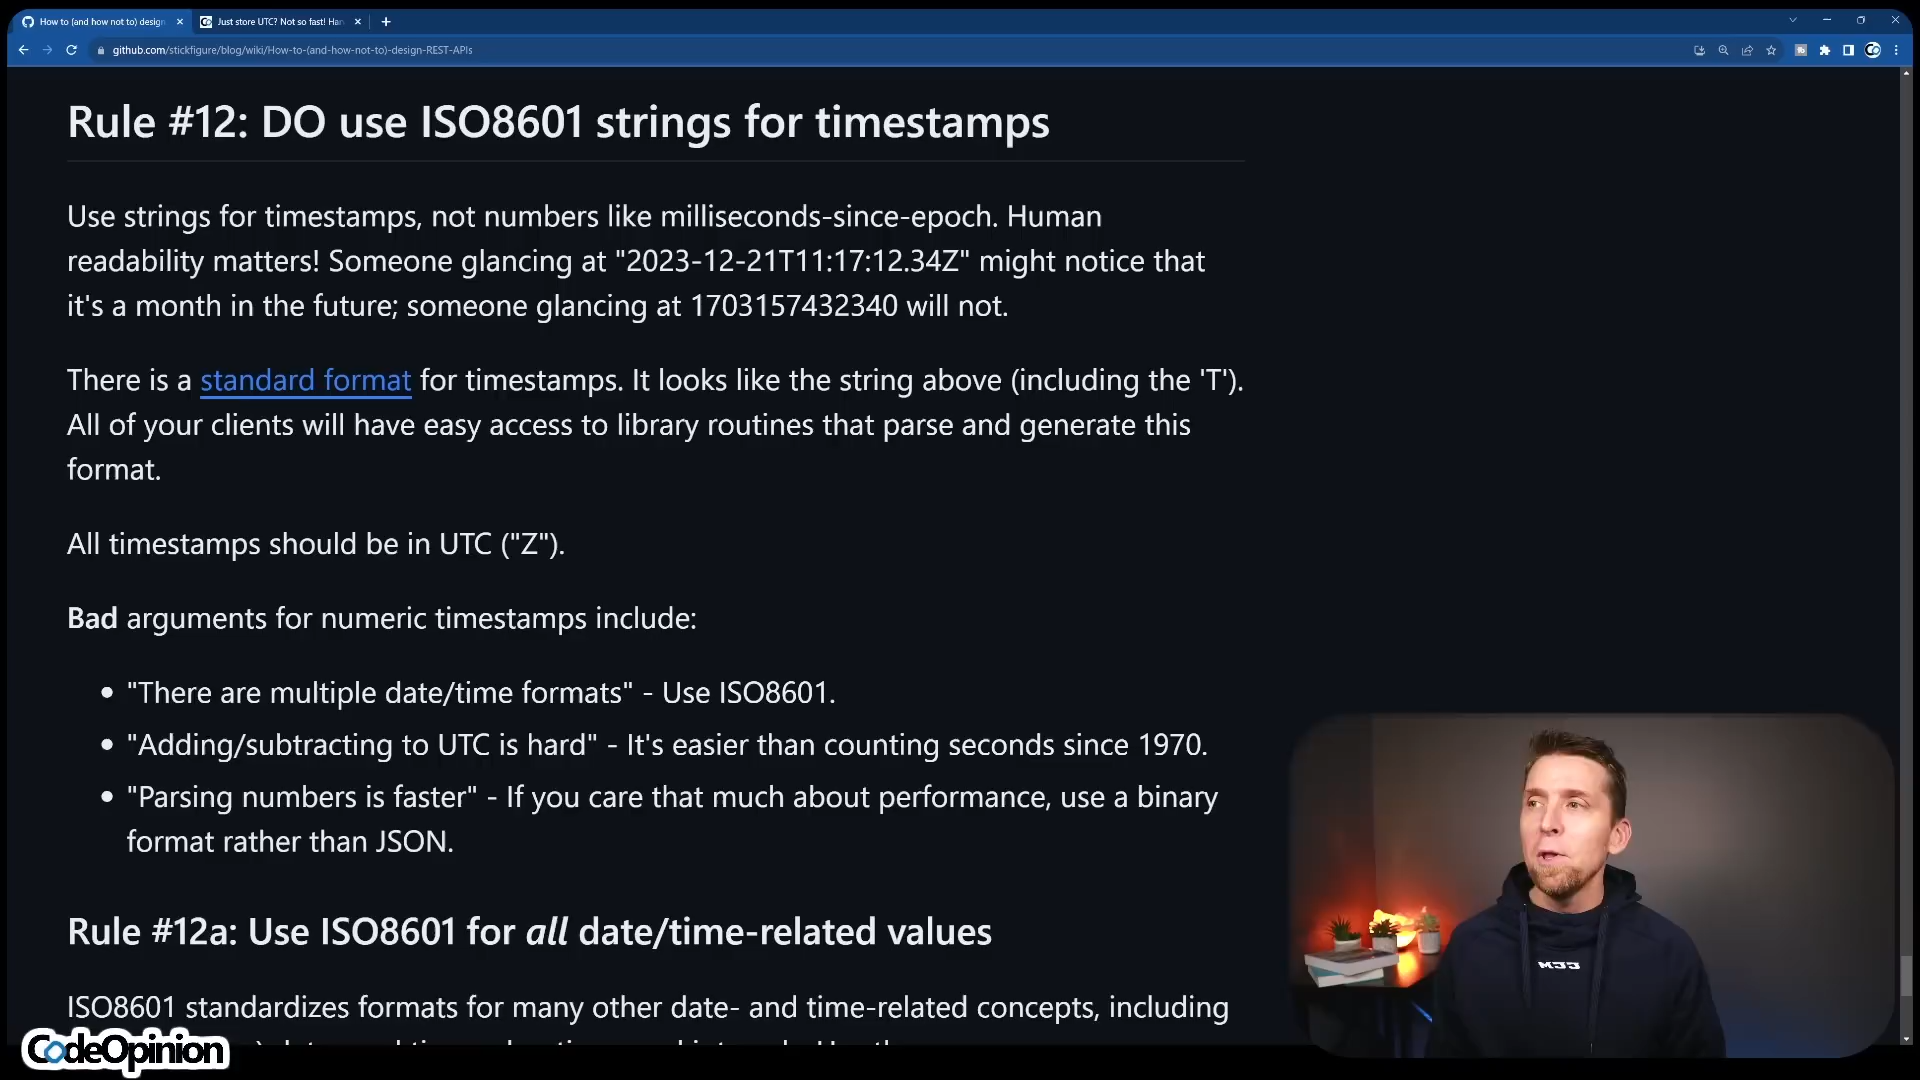 How to (and how not to) design
Just store UTC? Not so fast! Han
github.com/stickfigure/blog/wiki/How-to-(and-how-not-to)-design-REST-APIs
Rule #12: DO use ISO8601 strings for timestamps
Use strings for timestamps, not numbers like milliseconds-since-epoch. Human
readability matters! Someone glancing at "2023-12-21T11:17:12.34Z" might notice that
it's a month in the future; someone glancing at 1703157432340 will not.
There is a standard format for timestamps. It looks like the string above (including the 'T').
All of your clients will have easy access to library routines that parse and generate this
format.
All timestamps should be in UTC ("Z").
Bad arguments for numeric timestamps include:
• "There are multiple date/time formats" - Use ISO8601.
• "Adding/subtracting to UTC is hard" - It's easier than counting seconds since 1970.
• "Parsing numbers is faster" - If you care that much about performance, use a binary
format rather than JSON.
Rule #12a: Use ISO8601 for all date/time-related values
ISO8601 standardizes formats for many other date- and time-related concepts, including
CodeOpinion